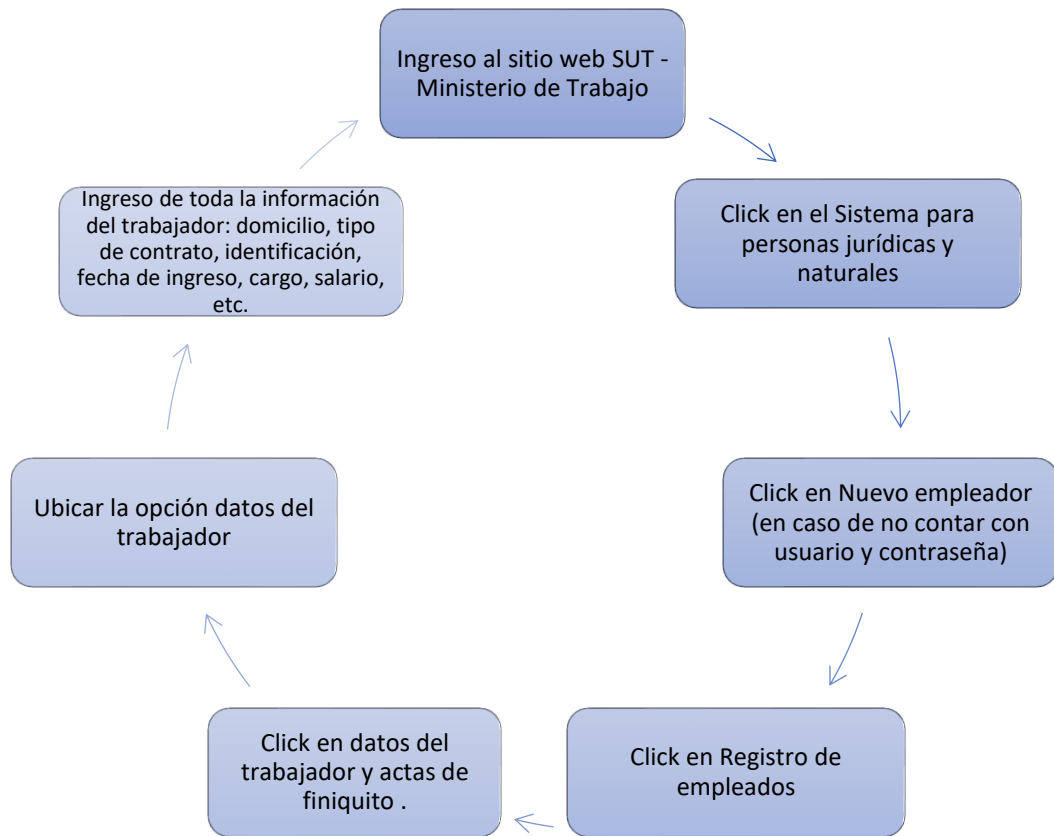 Ingreso al sitio web SUT -
Ministerio de Trabajo
Click en el Sistema para
personas jurídicas y
naturales
Click en Nuevo empleador
(en caso de no contar con
usuario y contraseña)
Click en Registro de
empleados
Click en datos del
trabajador y actas de
finiquito .
Ubicar la opción datos del
trabajador
Ingreso de toda la información
del trabajador: domicilio, tipo
de contrato, identificación,
fecha de ingreso, cargo, salario,
etc.